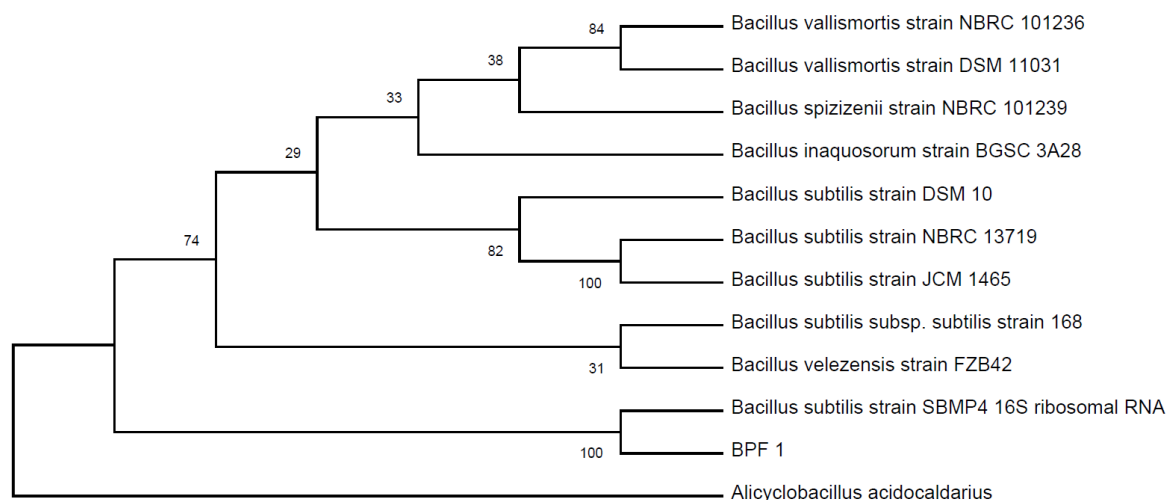 Bacillus vallismortis strain NBRC 101236
84
Bacillus vallismortis strain DSM 11031
38
Bacillus spizizenii strain NBRC 101239
33
Bacillus inaquosorum strain BGSC 3A28
29
Bacillus subtilis strain DSM 10
74
Bacillus subtilis strain NBRC 13719
82
Bacillus subtilis strain JCM 1465
100
Bacillus subtilis subsp. subtilis strain 168
Bacillus velezensis strain FZB42
31
Bacillus subtilis strain SBMP4 16S ribosomal RNA
BPF 1
100
Alicyclobacillus acidocaldarius